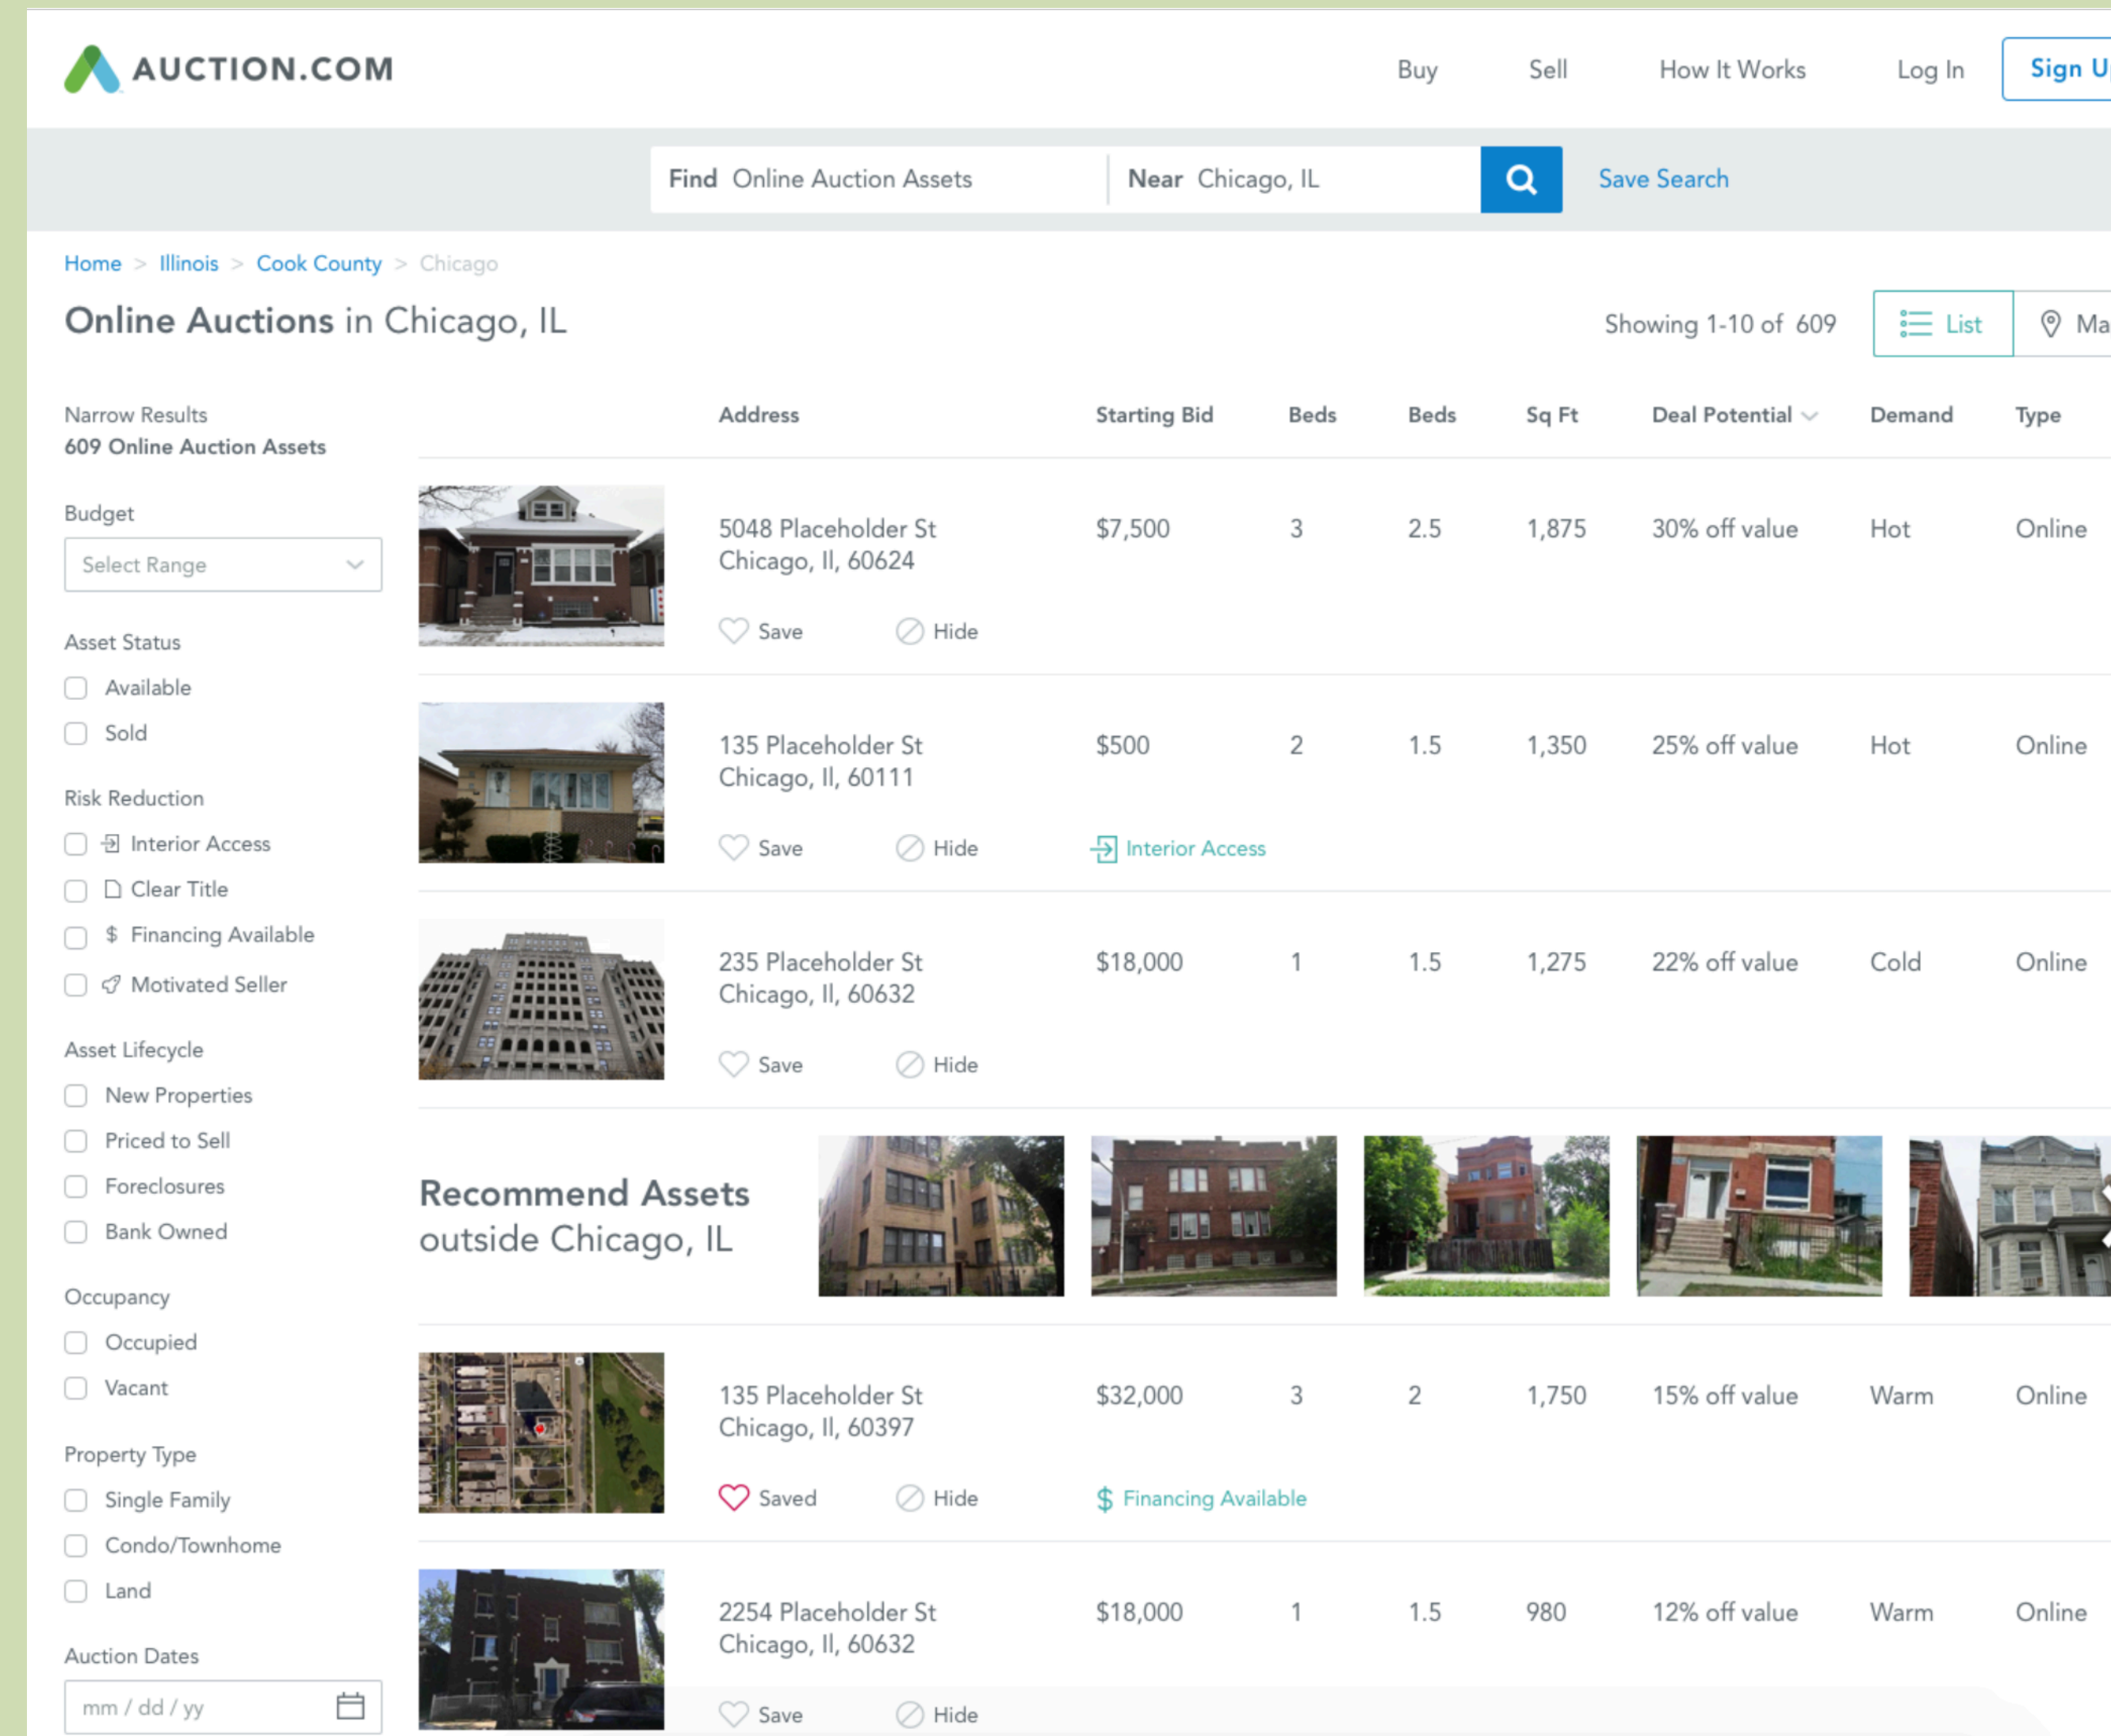 AUCTION.COM
Buy Sell How It Works Log In Sign U
Find Online Auction Assets Near Chicago, IL Save Search
Home > Illinois > Cook County > Chicago
Online Auctions in Chicago, IL
Showing 1-10 of 609 List Ma
Narrow Results
609 Online Auction Assets
Budget
Select Range
Asset Status
Available
Sold
Risk Reduction
Interior Access
Clear Title
$ Financing Available
Motivated Seller
Asset Lifecycle
New Properties
Priced to Sell
Foreclosures
Bank Owned
Occupancy
Occupied
Vacant
Property Type
Single Family
Condo/Townhome
Land
Auction Dates
mm / dd / yy
Address Starting Bid Beds Beds Sq Ft Deal Potential Demand Type
5048 Placeholder St $7,500 3 2.5 1,875 30% off value Hot Online
Chicago, Il, 60624
Save Hide
135 Placeholder St $500 2 1.5 1,350 25% off value Hot Online
Chicago, Il, 60111
Save Hide Interior Access
235 Placeholder St $18,000 1 1.5 1,275 22% off value Cold Online
Chicago, Il, 60632
Save Hide
Recommend Assets
outside Chicago, IL
135 Placeholder St $32,000 3 2 1,750 15% off value Warm Online
Chicago, Il, 60397
Saved Hide $ Financing Available
2254 Placeholder St $18,000 1 1.5 980 12% off value Warm Online
Chicago, Il, 60632
Save Hide